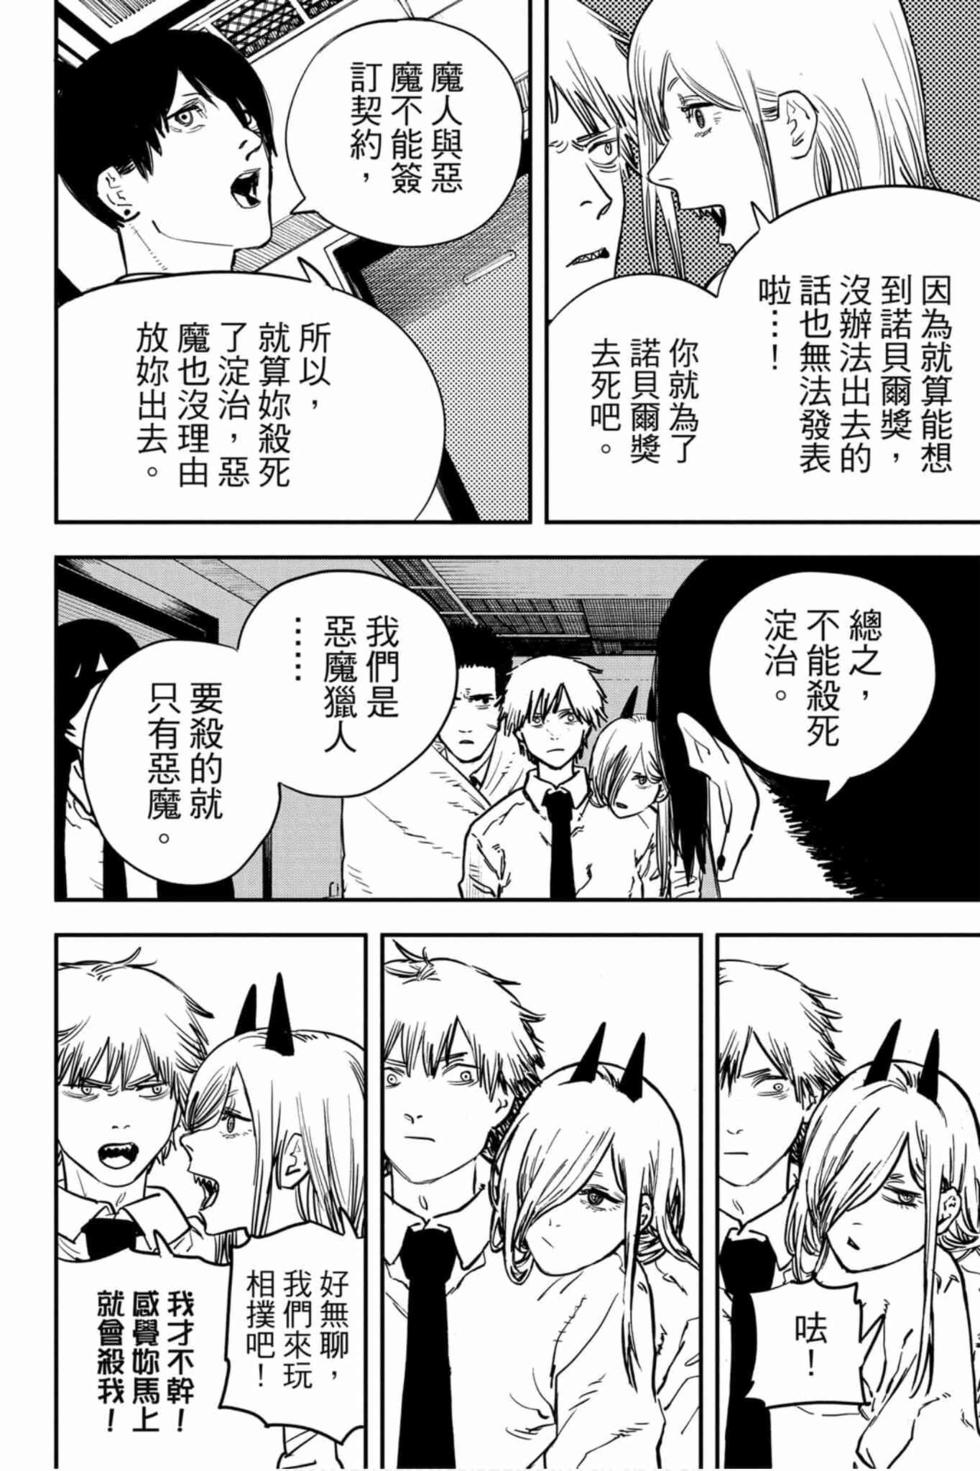 因為就算能想
到諾貝爾獎，
沒辦法出去的
話也無法發表
啦…！
你就為了
諾貝爾獎
去死吧。
魔人與惡
魔不能簽
訂契約，
所以，
就算妳殺死
了淀治，惡
魔也沒理由
放妳出去。
總之，
不能殺死
淀治。
我們是
惡魔獵人
……
要殺的就
只有惡魔。
呿！
好無聊，
我們來玩
相撲吧！
我才不幹！
感覺妳馬上
就會殺我！